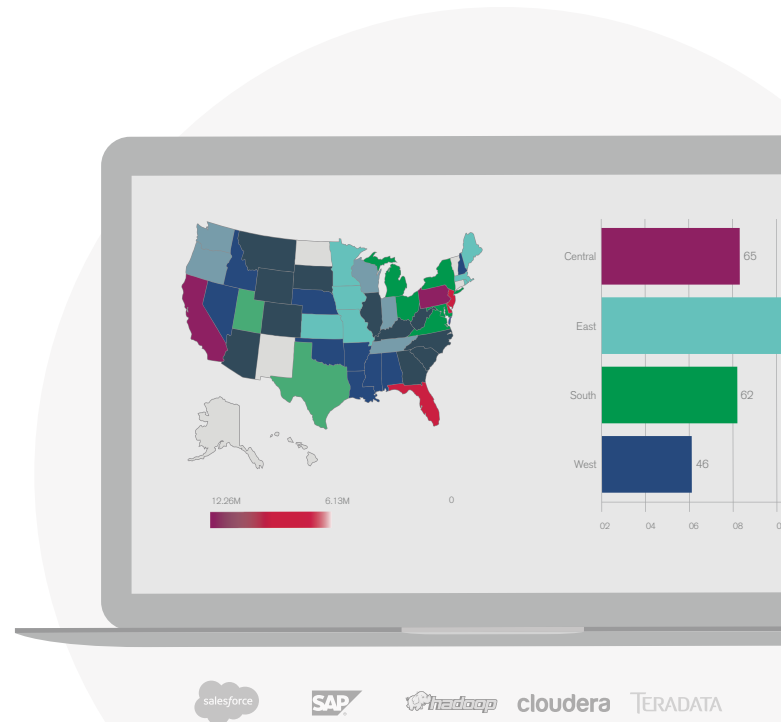 Central
65
East
South
62
West
46
12.26M 6.13M 0
02 04 06 08
salesforce SAP hadoop cloudera TERADATA